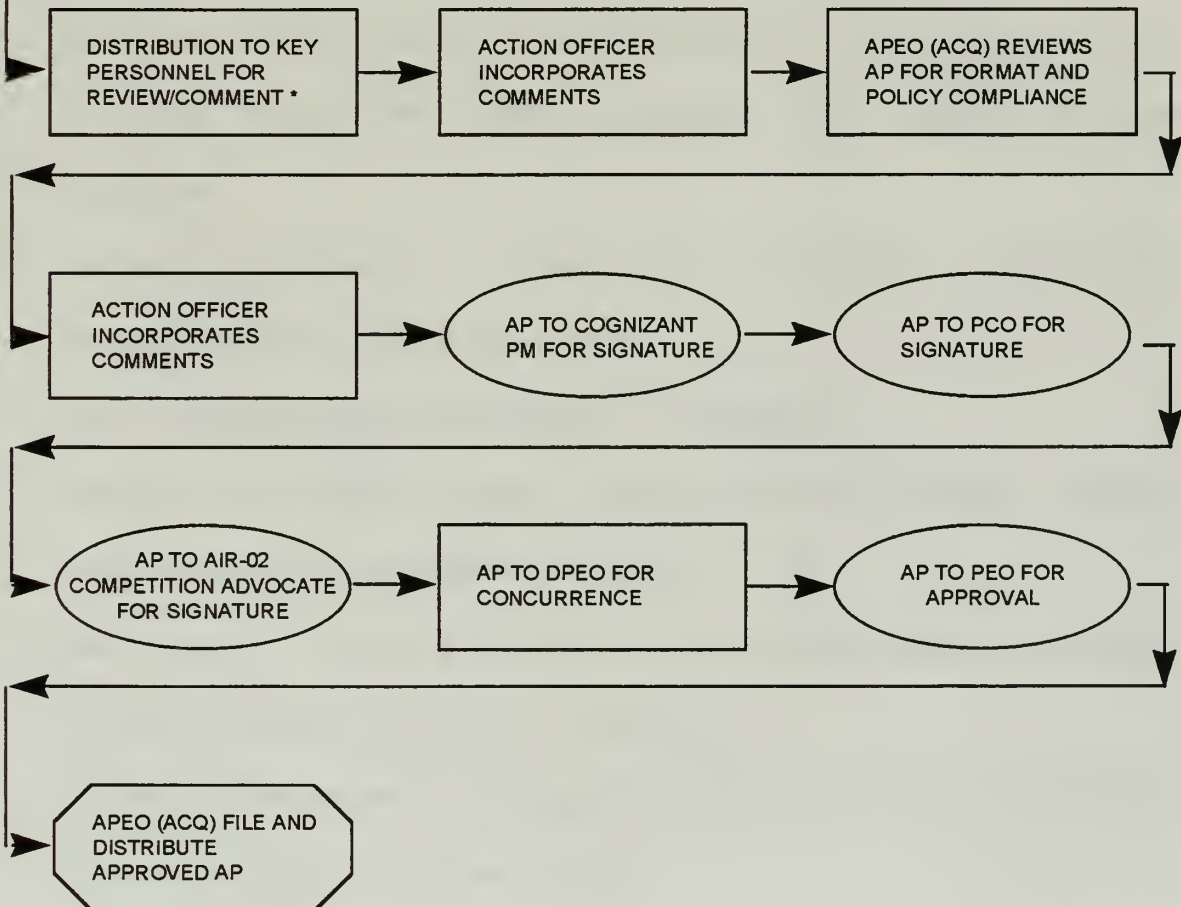 DISTRIBUTION TO KEY
PERSONNEL FOR
REVIEW/COMMENT *
ACTION OFFICER
INCORPORATES
COMMENTS
APEO (ACQ) REVIEWS
AP FOR FORMAT AND
POLICY COMPLIANCE
ACTION OFFICER
INCORPORATES
COMMENTS
AP TO COGNIZANT
PM FOR SIGNATURE
AP TO PCO FOR
SIGNATURE
AP TO AIR-02
COMPETITION ADVOCATE
FOR SIGNATURE
AP TO DPEO FOR
CONCURRENCE
AP TO PEO FOR
APPROVAL
APEO (ACQ) FILE AND
DISTRIBUTE
APPROVED AP